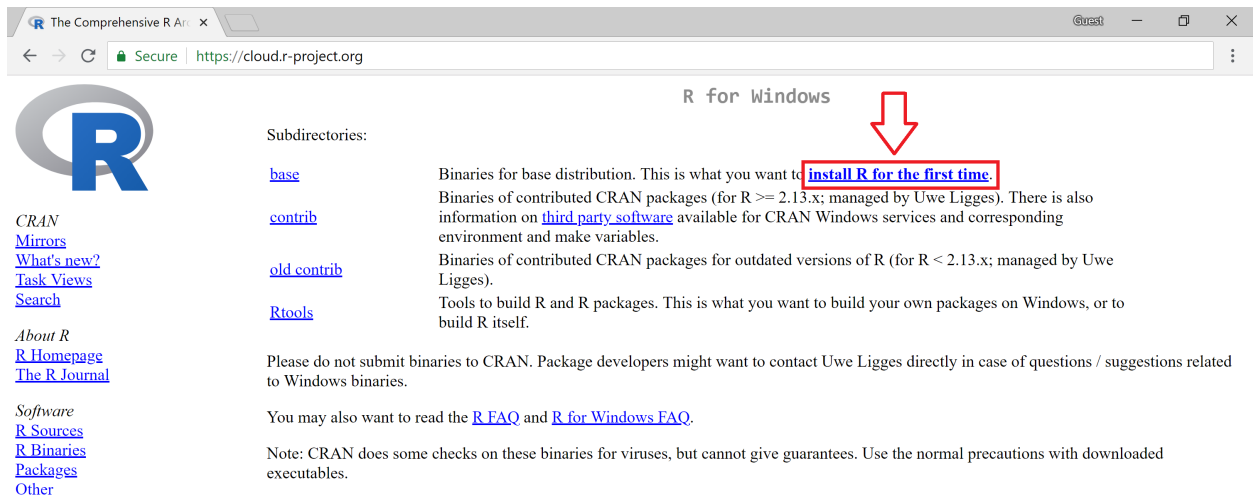 The Comprehensive R Arc
Guest
Secure
https://cloud.r-project.org
R
R for Windows
Subdirectories:
base
Binaries for base distribution. This is what you want to install R for the first time.
contrib
Binaries of contributed CRAN packages (for R >= 2.13.x; managed by Uwe Ligges). There is also
information on third party software available for CRAN Windows services and corresponding
environment and make variables.
old contrib
Binaries of contributed CRAN packages for outdated versions of R (for R < 2.13.x; managed by Uwe
Ligges).
Rtools
Tools to build R and R packages. This is what you want to build your own packages on Windows, or to
build R itself.
Please do not submit binaries to CRAN. Package developers might want to contact Uwe Ligges directly in case of questions / suggestions related
to Windows binaries.
You may also want to read the R FAQ and R for Windows FAQ.
Note: CRAN does some checks on these binaries for viruses, but cannot give guarantees. Use the normal precautions with downloaded
executables.
CRAN
Mirrors
What's new?
Task Views
Search
About R
R Homepage
The R Journal
Software
R Sources
R Binaries
Packages
Other